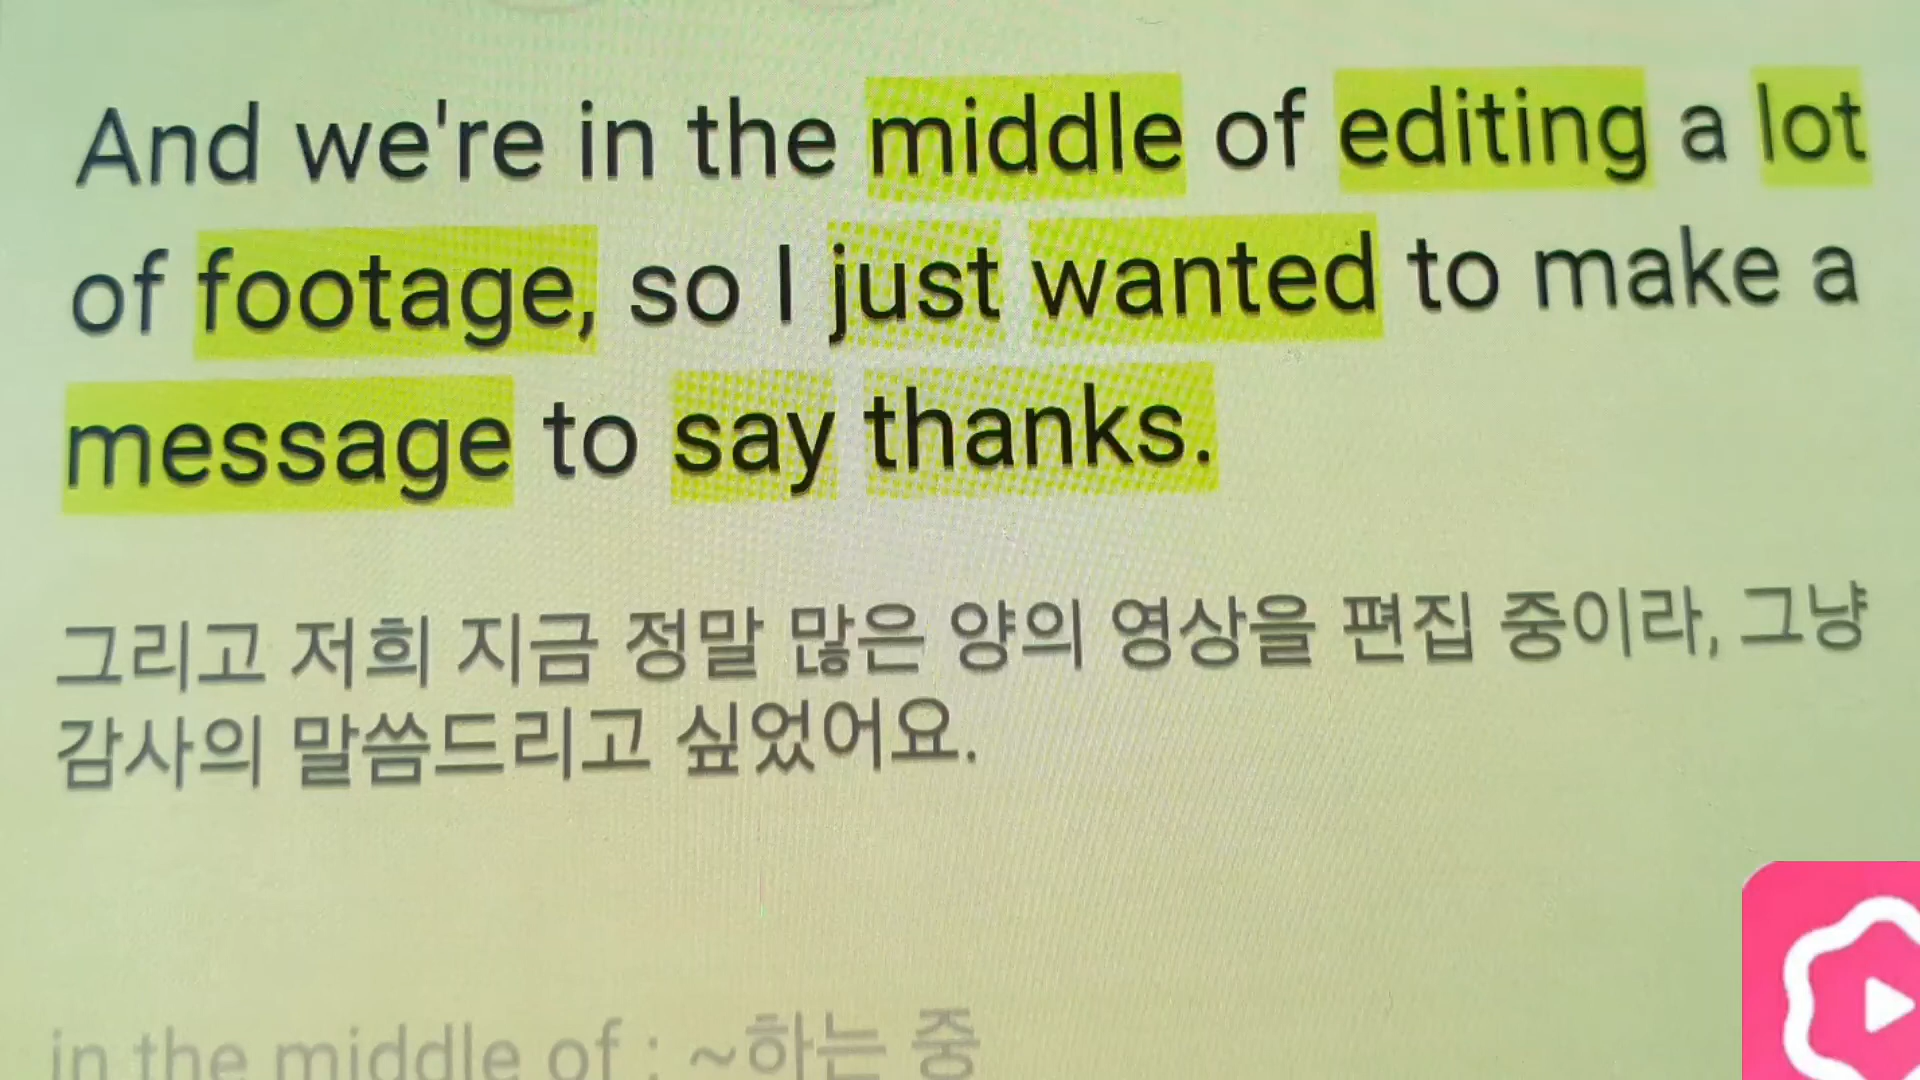 And we're in the middle of editing a lot
of footage, so I just wanted to make a
message to say thanks.
그리고 저희 지금 정말 많은 양의 영상을 편집 중이라, 그냥
감사의 말씀드리고 싶었어요.
in the middle of : ~하는 중